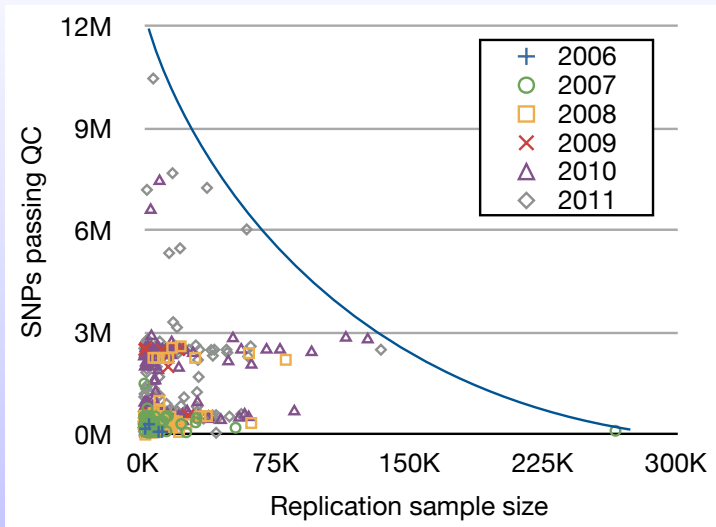 12M
9M
6M
3M
0M
SNPs passing QC
2006
2007
2008
2009
2010
2011
0K 75K 150K 225K 300K
Replication sample size